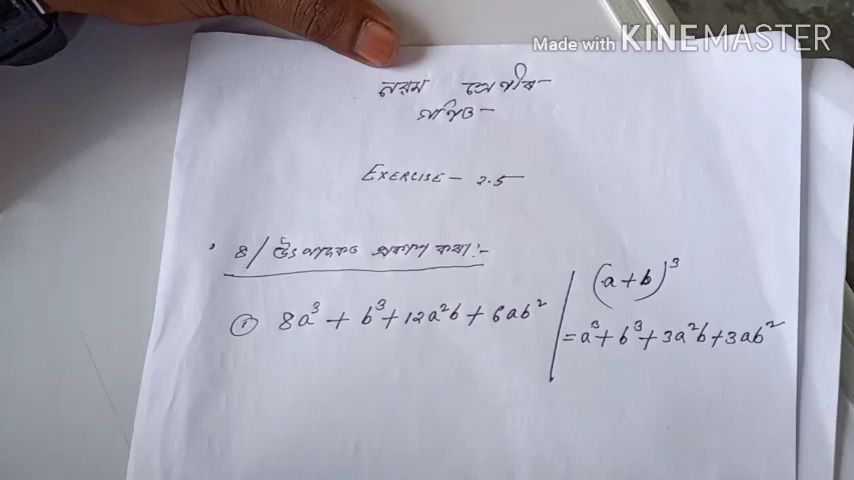 Made with KINEMASTER
নৱম শ্ৰেণীৰ
গণিত
EXERCISE - 2.5
8/ উৎপাদকত প্ৰকাশ কৰা :-
(i) 8a³ + b³ + 12a²b + 6ab²
(a+b)³
= a³ + b³ + 3a²b + 3ab²